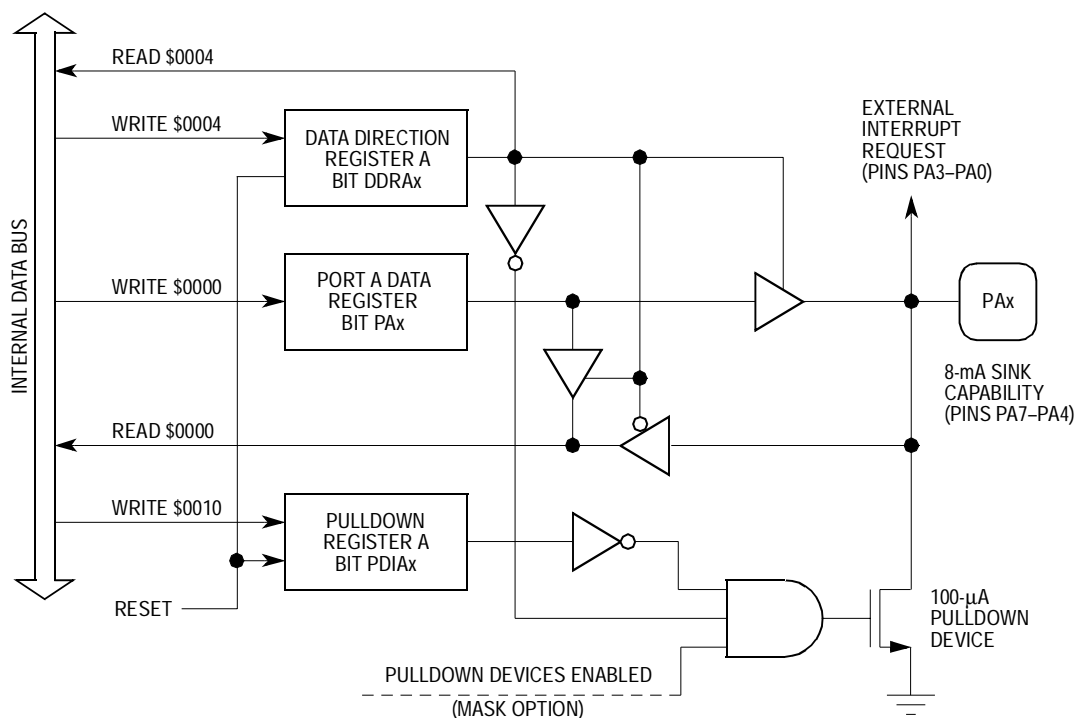 READ $0004
WRITE $0004
DATA DIRECTION
REGISTER A
BIT DDRAx
EXTERNAL
INTERRUPT
REQUEST
(PINS PA3–PA0)
INTERNAL DATA BUS
WRITE $0000
PORT A DATA
REGISTER
BIT PAx
PAx
8-mA SINK
CAPABILITY
(PINS PA7–PA4)
READ $0000
WRITE $0010
PULLDOWN
REGISTER A
BIT PDIAx
RESET
100-μA
PULLDOWN
DEVICE
PULLDOWN DEVICES ENABLED
(MASK OPTION)